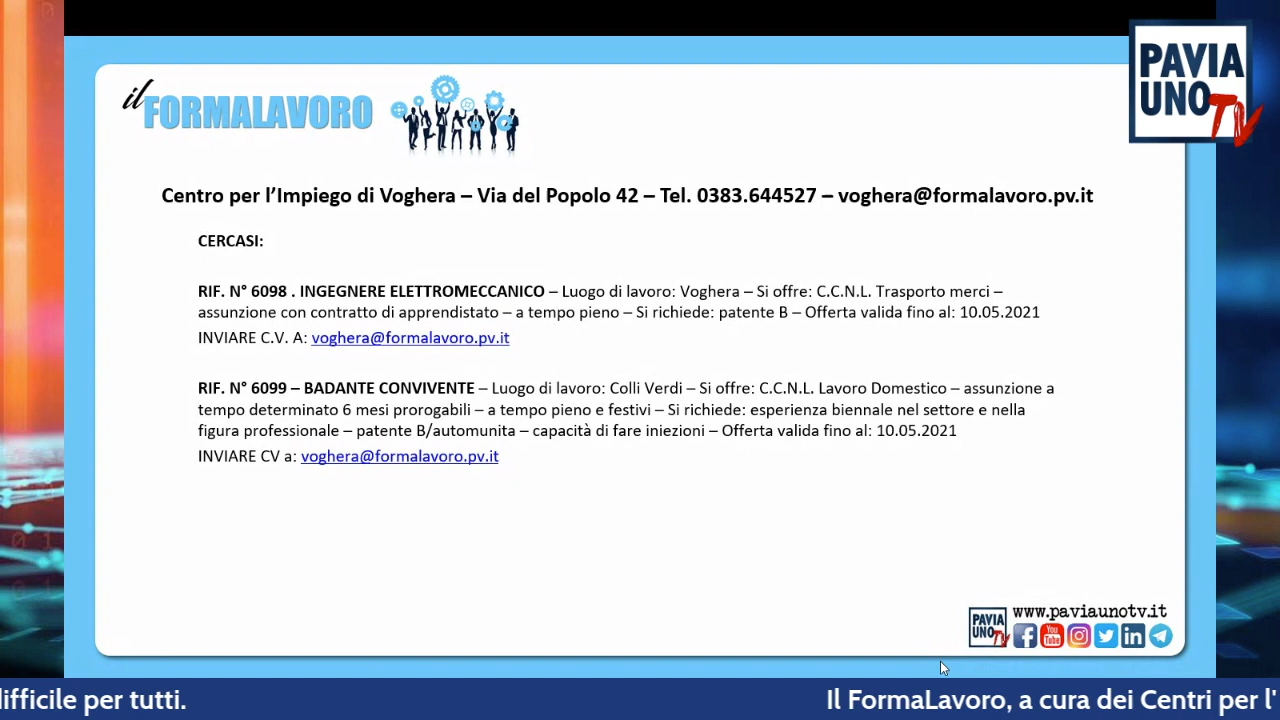 PAVIA
UNO TV
il FORMALAVORO
Centro per l'Impiego di Voghera – Via del Popolo 42 – Tel. 0383.644527 – voghera@formalavoro.pv.it
CERCASI:
RIF. N° 6098 . INGEGNERE ELETTROMECCANICO – Luogo di lavoro: Voghera – Si offre: C.C.N.L. Trasporto merci –
assunzione con contratto di apprendistato – a tempo pieno – Si richiede: patente B – Offerta valida fino al: 10.05.2021
INVIARE C.V. A: voghera@formalavoro.pv.it
RIF. N° 6099 – BADANTE CONVIVENTE – Luogo di lavoro: Colli Verdi – Si offre: C.C.N.L. Lavoro Domestico – assunzione a
tempo determinato 6 mesi prorogabili – a tempo pieno e festivi – Si richiede: esperienza biennale nel settore e nella
figura professionale – patente B/automunita – capacità di fare iniezioni – Offerta valida fino al: 10.05.2021
INVIARE CV a: voghera@formalavoro.pv.it
www.paviaunotv.it
PAVIA
UNO TV
You Tube
difficile per tutti. Il FormaLavoro, a cura dei Centri per l'